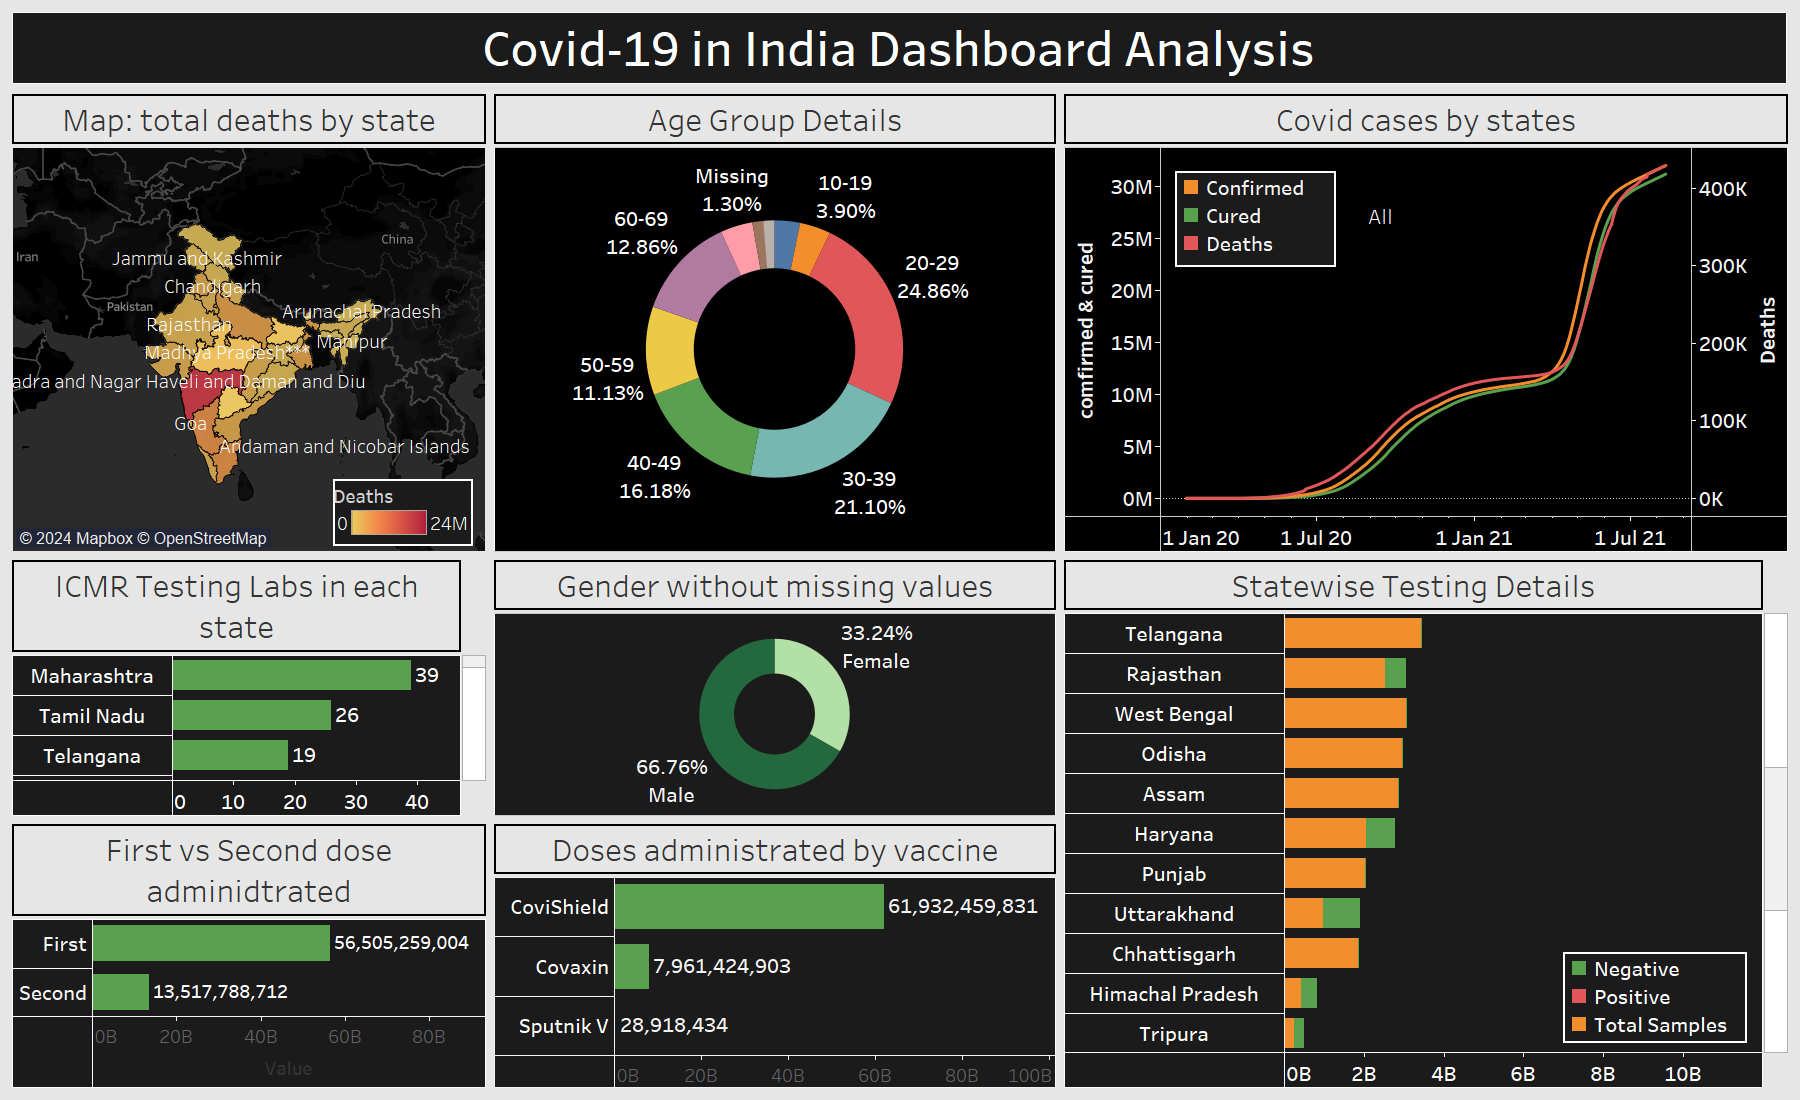 Covid-19 in India Dashboard Analysis
Map: total deaths by state
Iran
China
Pakistan
Jammu and Kashmir
Chandigarh
Arunachal Pradesh
Rajasthan
Manipur
Madhya Pradesh***
adra and Nagar Haveli and Daman and Diu
Goa
Andaman and Nicobar Islands
Deaths
0 24M
© 2024 Mapbox © OpenStreetMap
Age Group Details
Missing
1.30%
10-19
3.90%
60-69
12.86%
20-29
24.86%
50-59
11.13%
40-49
16.18%
30-39
21.10%
Covid cases by states
Confirmed
Cured
Deaths
All
confirmed & cured
30M
25M
20M
15M
10M
5M
0M
400K
300K
200K
100K
0K
Deaths
1 Jan 20 1 Jul 20 1 Jan 21 1 Jul 21
ICMR Testing Labs in each
state
Maharashtra 39
Tamil Nadu 26
Telangana 19
0 10 20 30 40
Gender without missing values
33.24%
Female
66.76%
Male
Statewise Testing Details
Telangana
Rajasthan
West Bengal
Odisha
Assam
Haryana
Punjab
Uttarakhand
Chhattisgarh
Himachal Pradesh
Tripura
Negative
Positive
Total Samples
0B 2B 4B 6B 8B 10B
First vs Second dose
adminidtrated
First 56,505,259,004
Second 13,517,788,712
0B 20B 40B 60B 80B
Value
Doses administrated by vaccine
CoviShield 61,932,459,831
Covaxin 7,961,424,903
Sputnik V 28,918,434
0B 20B 40B 60B 80B 100B